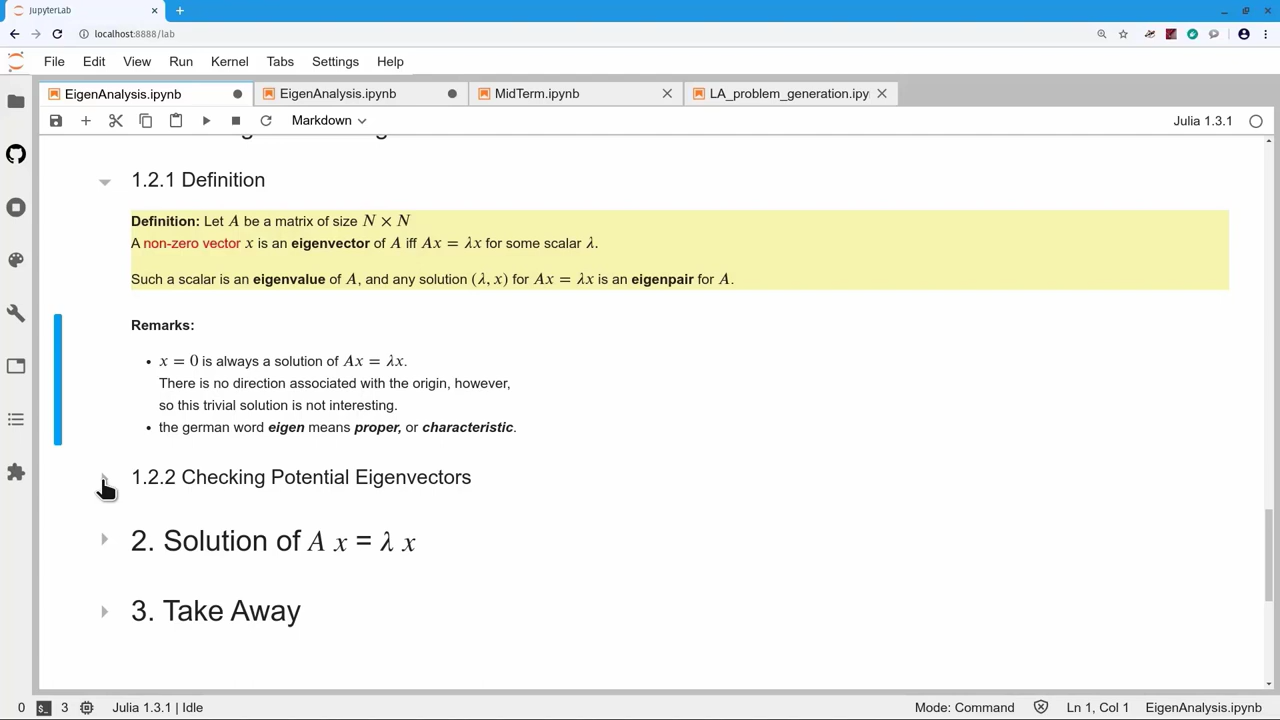 JupyterLab
localhost:8888/lab
File Edit View Run Kernel Tabs Settings Help
EigenAnalysis.ipynb EigenAnalysis.ipynb MidTerm.ipynb LA_problem_generation.ipy
Markdown Julia 1.3.1
1.2.1 Definition
Definition: Let A be a matrix of size N × N
A non-zero vector x is an eigenvector of A iff Ax = λx for some scalar λ.
Such a scalar is an eigenvalue of A, and any solution (λ, x) for Ax = λx is an eigenpair for A.
Remarks:
• x = 0 is always a solution of Ax = λx.
There is no direction associated with the origin, however,
so this trivial solution is not interesting.
• the german word eigen means proper, or characteristic.
1.2.2 Checking Potential Eigenvectors
2. Solution of A x = λ x
3. Take Away
0 3 Julia 1.3.1 | Idle Mode: Command Ln 1, Col 1 EigenAnalysis.ipynb